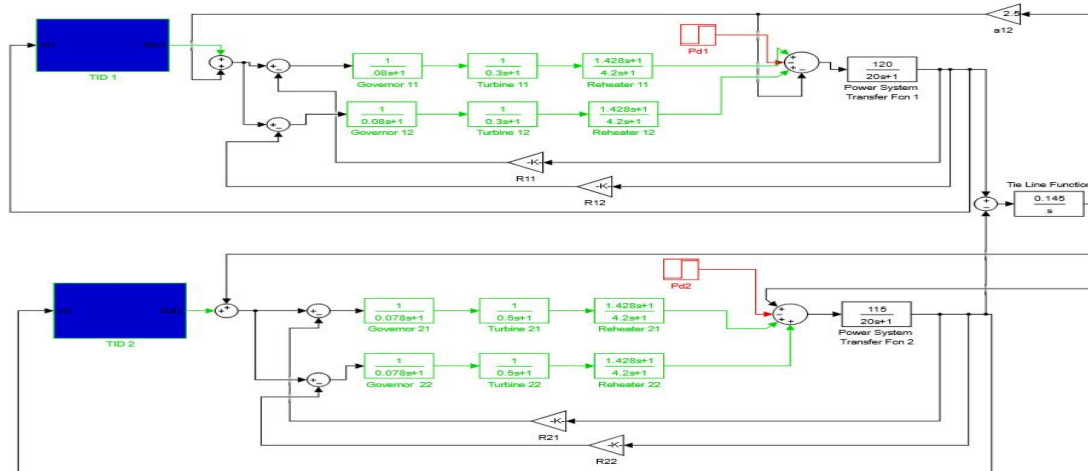 2.5
a12
TID 1
Pd1
1
.08s+1
Governor 11
1
0.3s+1
Turbine 11
1.428s+1
4.2s+1
Reheater 11
120
20s+1
Power System
Transfer Fcn 1
1
0.08s+1
Governor 12
1
0.3s+1
Turbine 12
1.428s+1
4.2s+1
Reheater 12
-K-
R11
-K-
R12
Tie Line Function
0.145
s
TID 2
Pd2
1
0.078s+1
Governor 21
1
0.5s+1
Turbine 21
1.428s+1
4.2s+1
Reheater 21
115
20s+1
Power System
Transfer Fcn 2
1
0.078s+1
Governor 22
1
0.5s+1
Turbine 22
1.428s+1
4.2s+1
Reheater 22
-K-
R21
-K-
R22